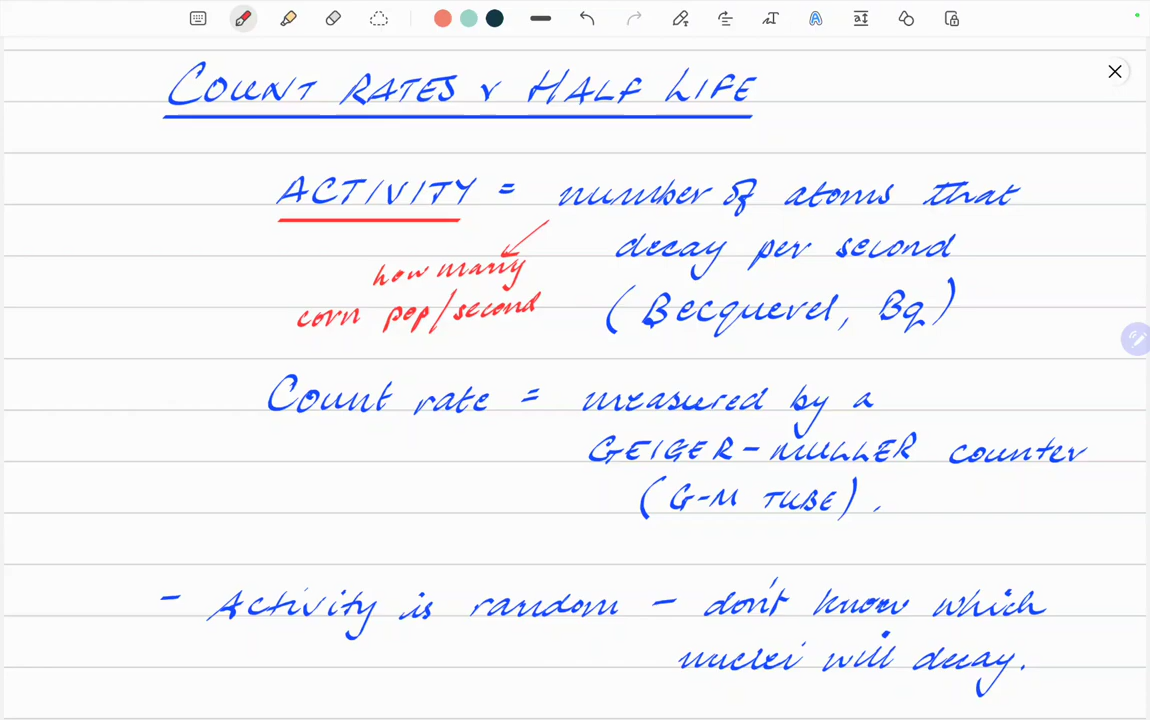 COUNT RATES & HALF LIFE
ACTIVITY = number of atoms that
decay per second
how many
corn pop/second
(Becquerel, Bq)
Count rate = measured by a
GEIGER-MULLER counter
(G-M TUBE).
- Activity is random - don't know which
nuclei will decay.